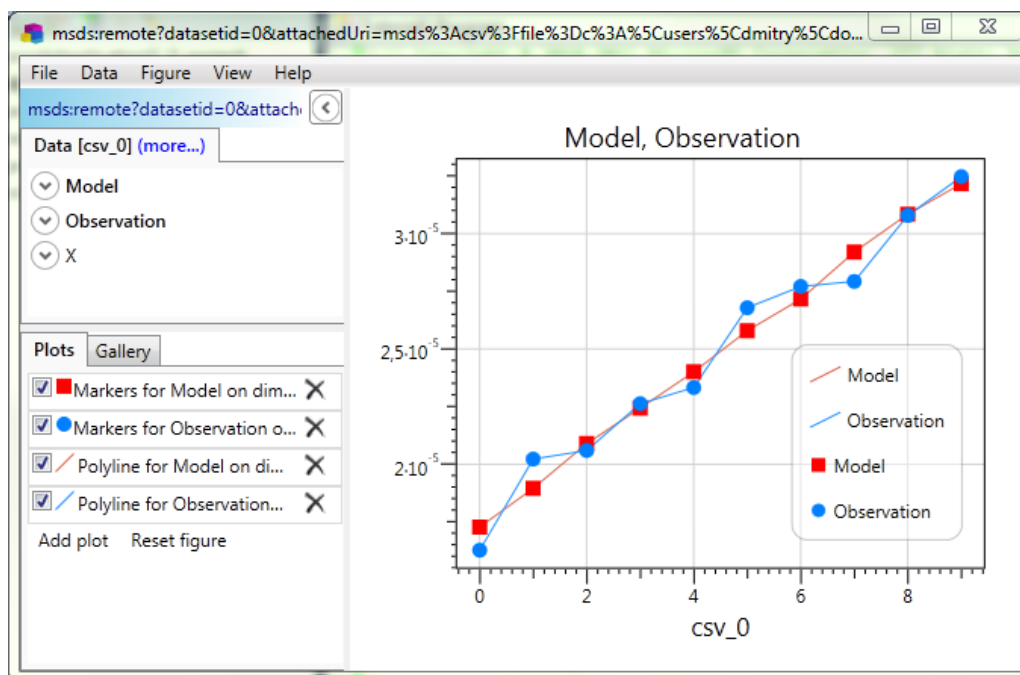 msds:remote?datasetid=0&attachedUri=msds%3Acsv%3Ffile%3Dc%3A%5Cusers%5Cdmitry%5Cdo...
File Data Figure View Help
msds:remote?datasetid=0&attach
Data [csv_0] (more...)
Model
Observation
X
Plots Gallery
Markers for Model on dim...
Markers for Observation o...
Polyline for Model on di...
Polyline for Observation...
Add plot Reset figure
Model, Observation
3·10⁻⁵
2,5·10⁻⁵
2·10⁻⁵
0 2 4 6 8
csv_0
Model
Observation
Model
Observation